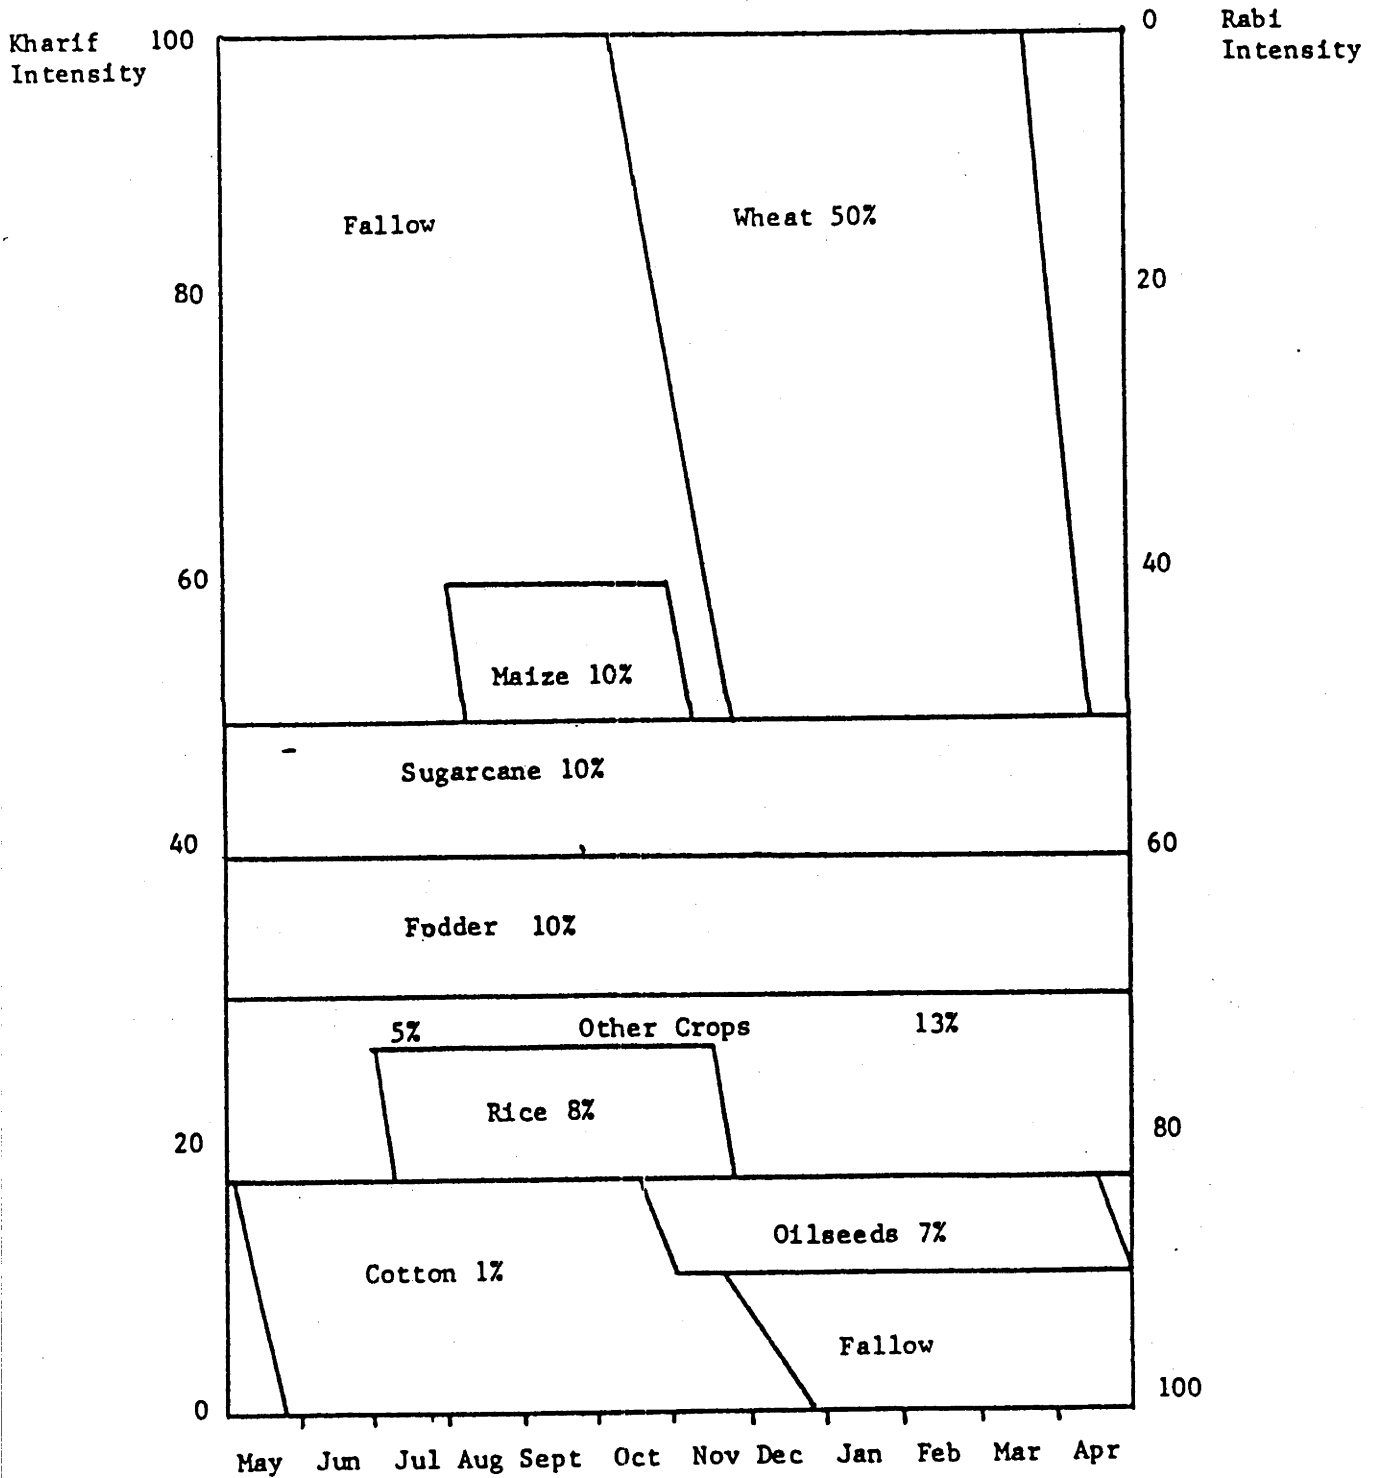 Kharif 100
Intensity
0 Rabi
Intensity
Fallow
Wheat 50%
80
20
60
40
Maize 10%
Sugarcane 10%
40
60
Fodder 10%
5% Other Crops 13%
Rice 8%
20
80
Oilseeds 7%
Cotton 1%
Fallow
0
100
May Jun Jul Aug Sept Oct Nov Dec Jan Feb Mar Apr